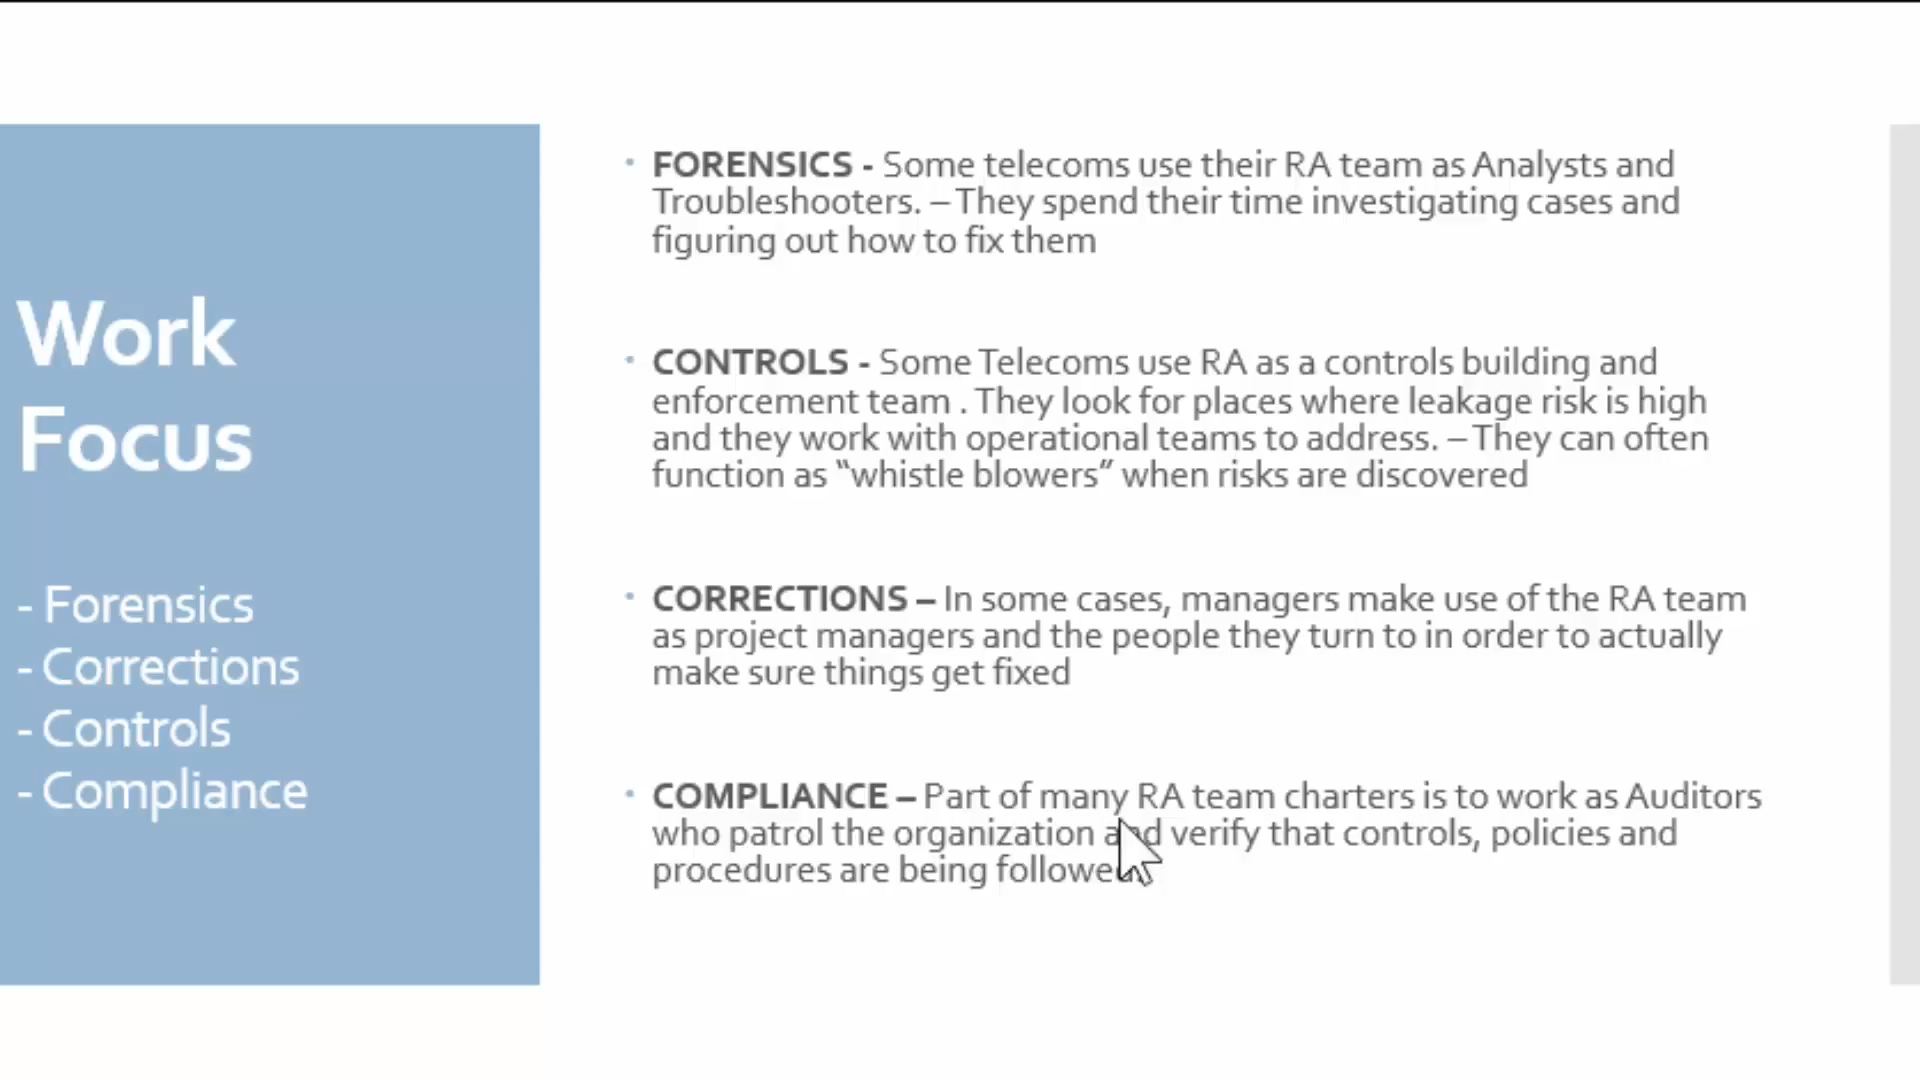 Work
Focus
- Forensics
- Corrections
- Controls
- Compliance
• FORENSICS - Some telecoms use their RA team as Analysts and
Troubleshooters. – They spend their time investigating cases and
figuring out how to fix them
• CONTROLS - Some Telecoms use RA as a controls building and
enforcement team . They look for places where leakage risk is high
and they work with operational teams to address. – They can often
function as “whistle blowers” when risks are discovered
• CORRECTIONS – In some cases, managers make use of the RA team
as project managers and the people they turn to in order to actually
make sure things get fixed
• COMPLIANCE – Part of many RA team charters is to work as Auditors
who patrol the organization and verify that controls, policies and
procedures are being followed.